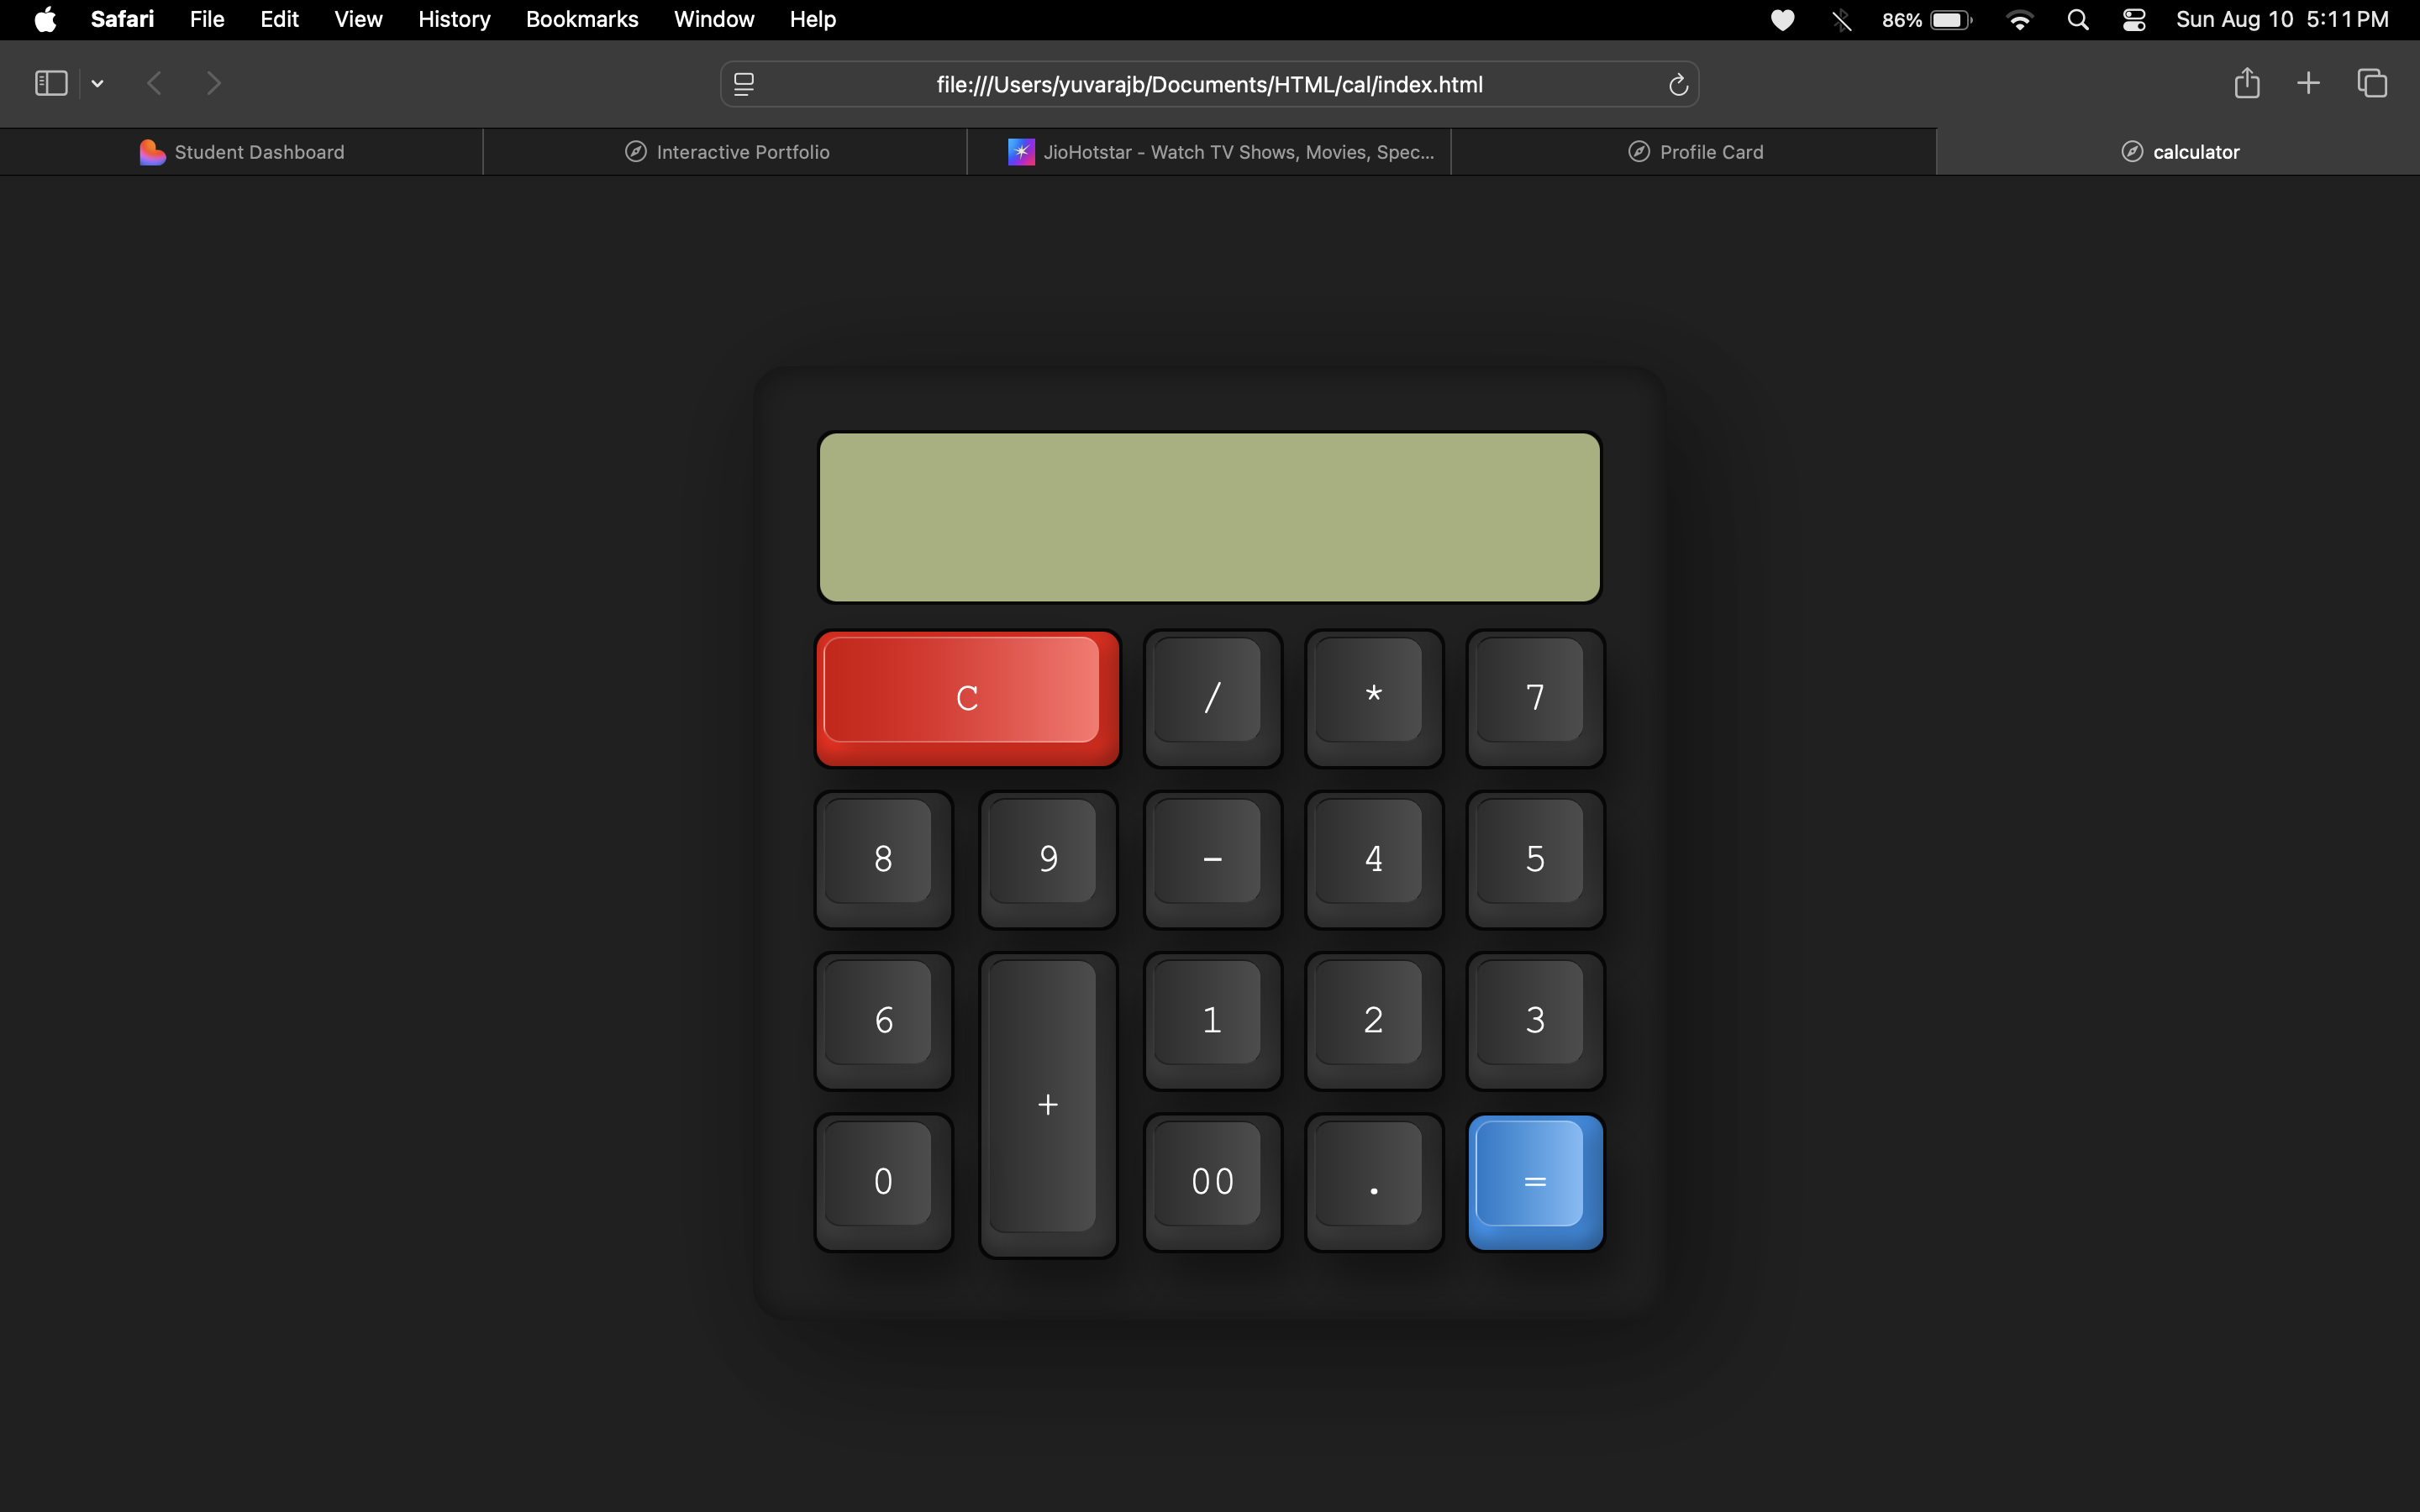 Safari File Edit View History Bookmarks Window Help 86% Sun Aug 10 5:11 PM
file:///Users/yuvarajb/Documents/HTML/cal/index.html
Student Dashboard Interactive Portfolio JioHotstar - Watch TV Shows, Movies, Spec... Profile Card calculator
C / * 7
8 9 - 4 5
6 1 2 3
+
0 00 . =